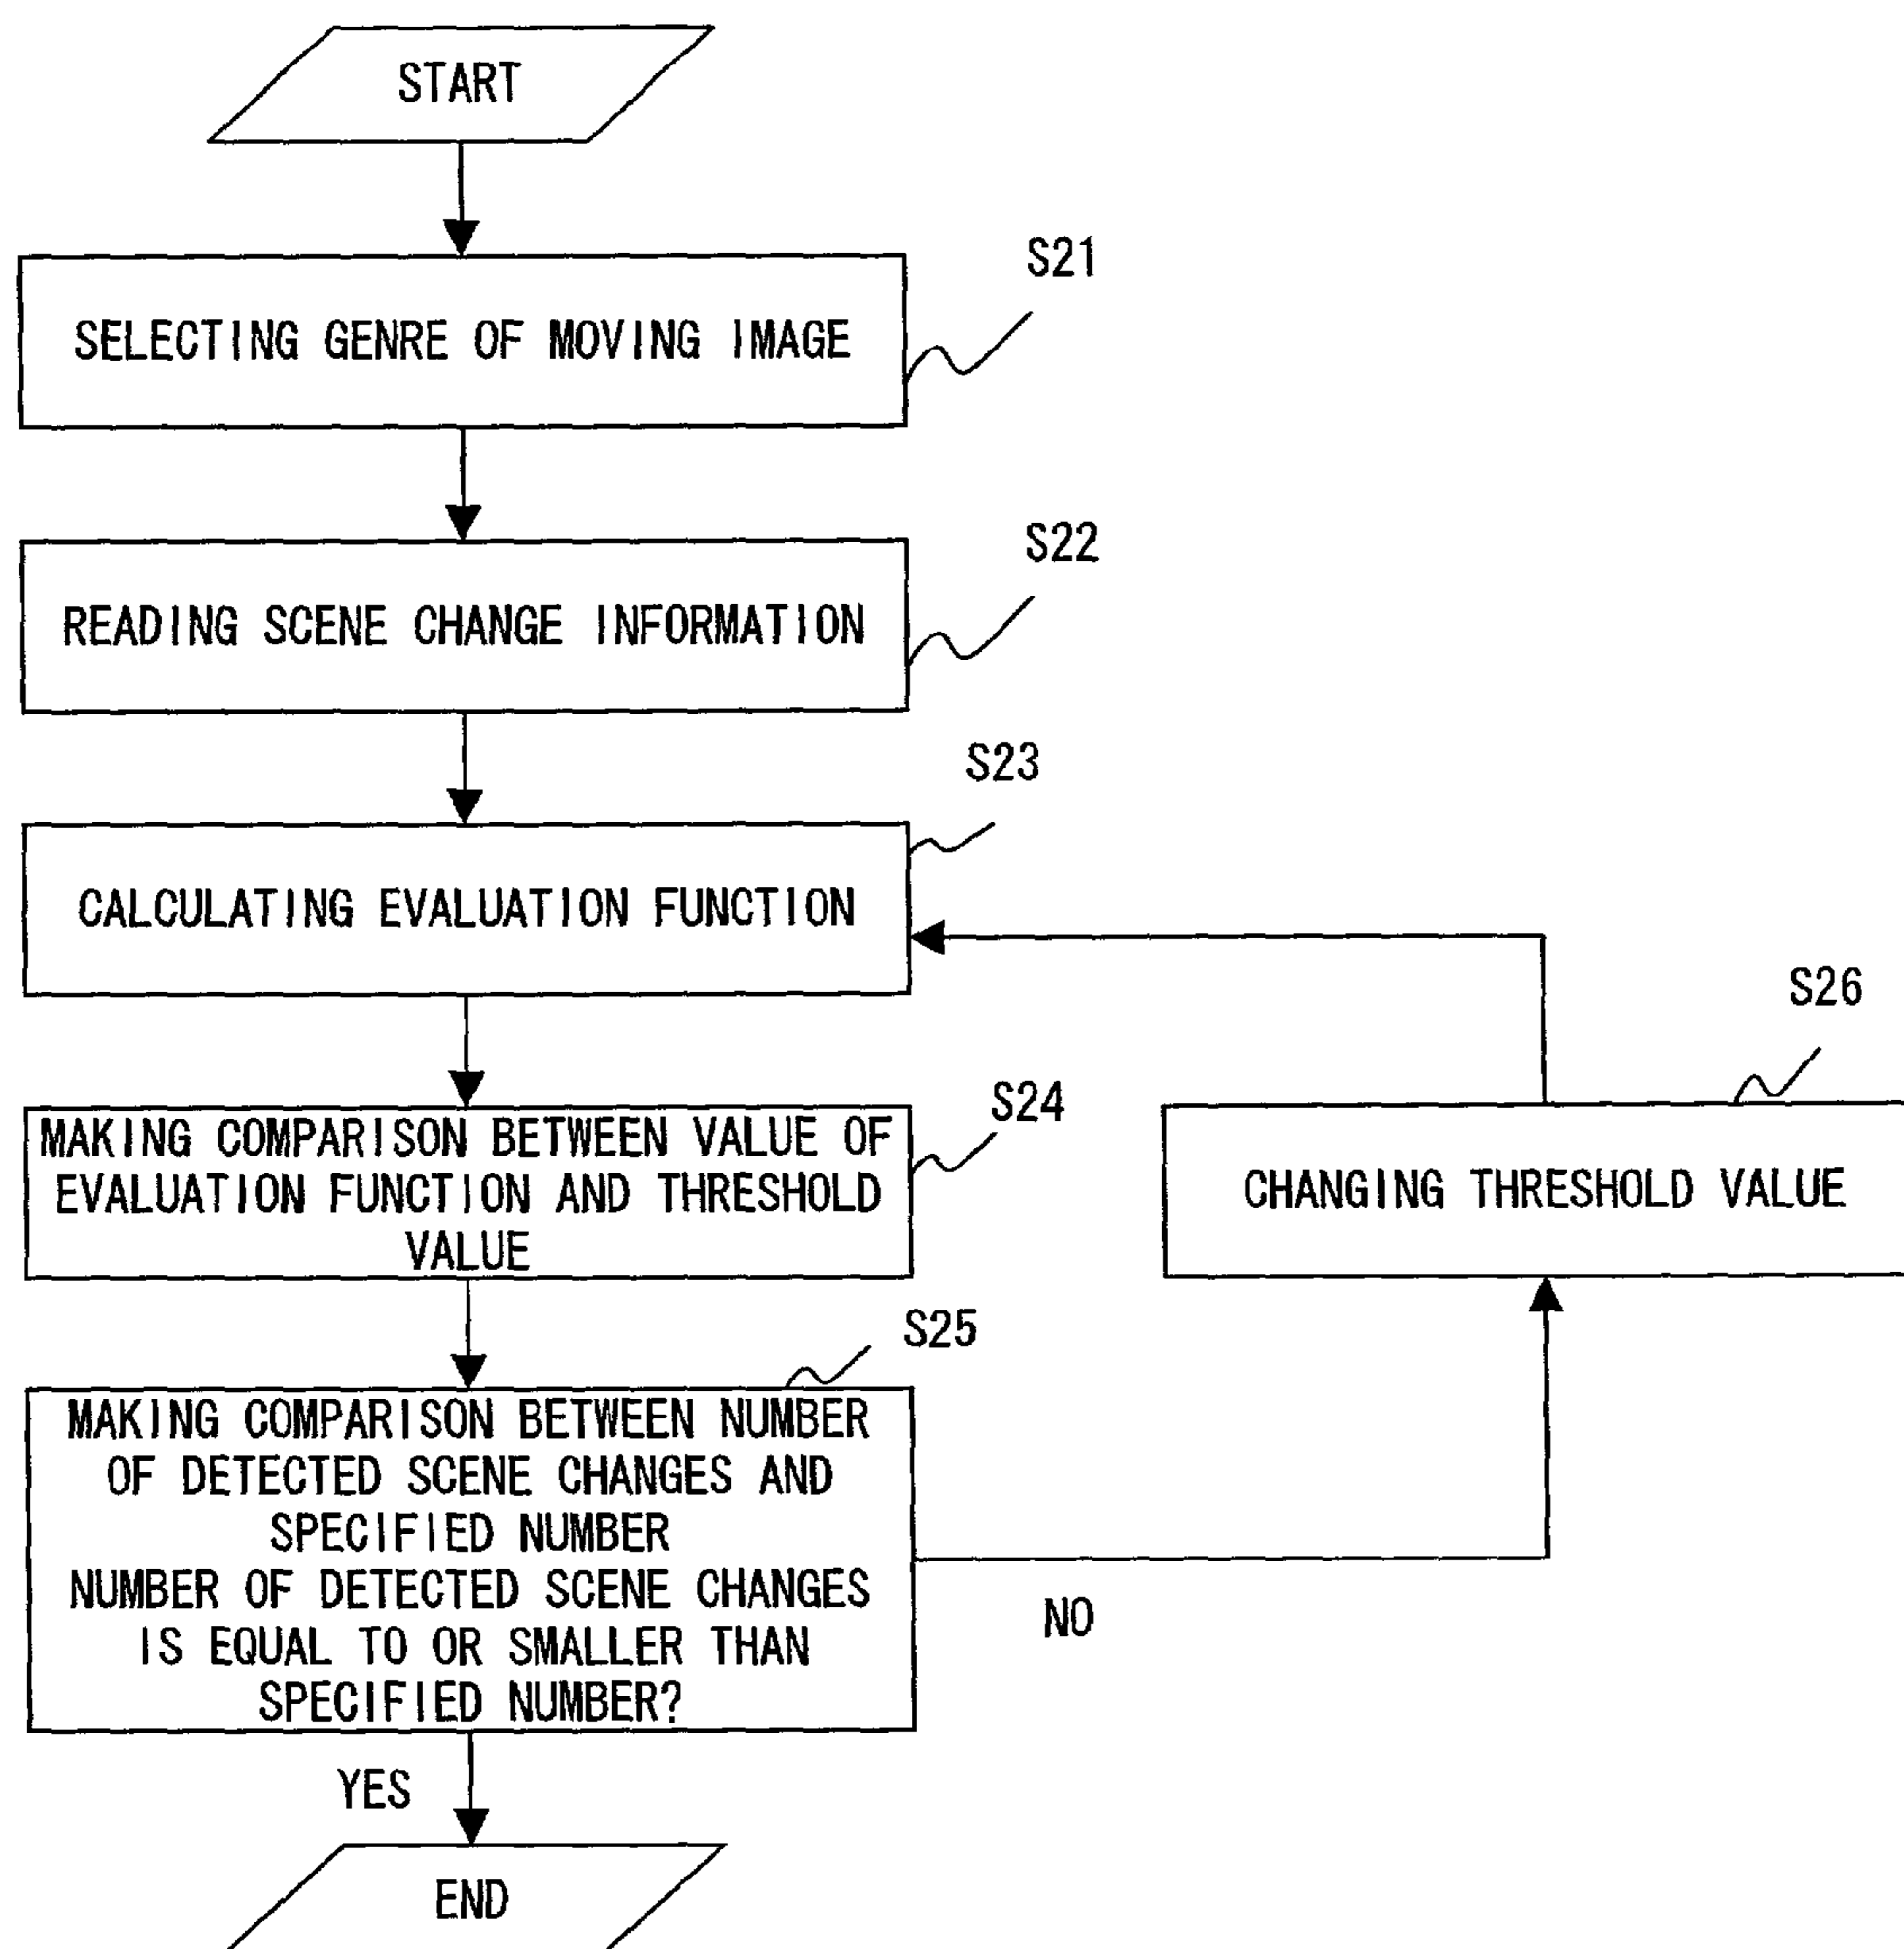 START
S21
SELECTING GENRE OF MOVING IMAGE
S22
READING SCENE CHANGE INFORMATION
S23
CALCULATING EVALUATION FUNCTION
S24
MAKING COMPARISON BETWEEN VALUE OF
EVALUATION FUNCTION AND THRESHOLD
VALUE
S26
CHANGING THRESHOLD VALUE
S25
MAKING COMPARISON BETWEEN NUMBER
OF DETECTED SCENE CHANGES AND
SPECIFIED NUMBER
NUMBER OF DETECTED SCENE CHANGES
IS EQUAL TO OR SMALLER THAN
SPECIFIED NUMBER?
NO
YES
END